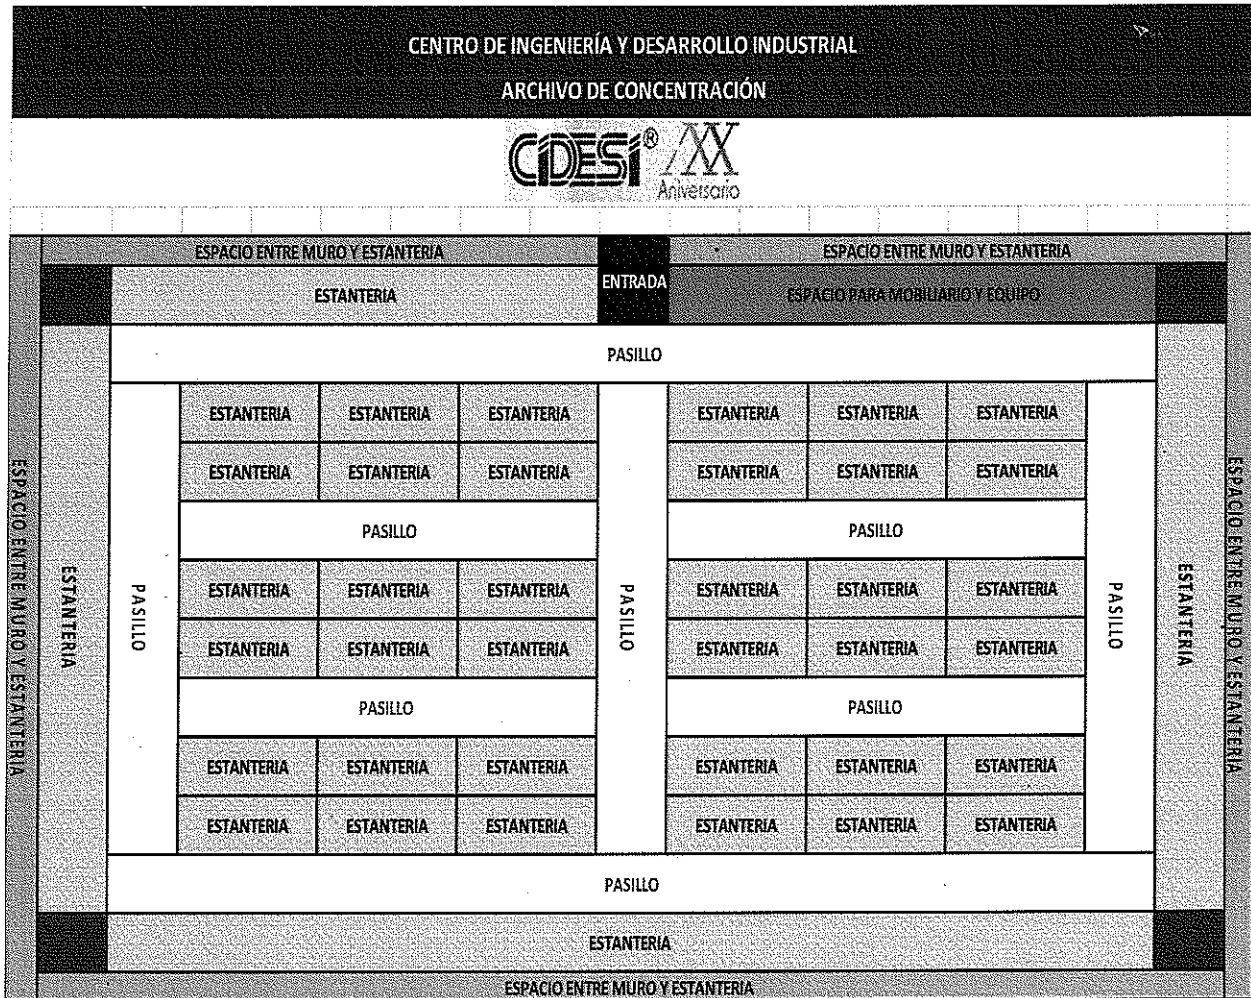 CENTRO DE INGENIERÍA Y DESARROLLO INDUSTRIAL
ARCHIVO DE CONCENTRACIÓN
CIDESI® XXX
Aniversario
ESPACIO ENTRE MURO Y ESTANTERIA
ESPACIO ENTRE MURO Y ESTANTERIA
ESTANTERIA
ENTRADA
ESPACIO PARA MOBILIARIO Y EQUIPO
PASILLO
ESPACIO ENTRE MURO Y ESTANTERIA
ESTANTERIA
PASILLO
ESTANTERIA ESTANTERIA ESTANTERIA
ESTANTERIA ESTANTERIA ESTANTERIA
PASILLO
ESTANTERIA ESTANTERIA ESTANTERIA
ESTANTERIA ESTANTERIA ESTANTERIA
PASILLO
ESTANTERIA ESTANTERIA ESTANTERIA
ESTANTERIA ESTANTERIA ESTANTERIA
PASILLO
ESTANTERIA ESTANTERIA ESTANTERIA
ESTANTERIA ESTANTERIA ESTANTERIA
PASILLO
ESTANTERIA ESTANTERIA ESTANTERIA
ESTANTERIA ESTANTERIA ESTANTERIA
PASILLO
ESTANTERIA ESTANTERIA ESTANTERIA
ESTANTERIA ESTANTERIA ESTANTERIA
PASILLO
ESTANTERIA
ESPACIO ENTRE MURO Y ESTANTERIA
PASILLO
ESTANTERIA
ESPACIO ENTRE MURO Y ESTANTERIA